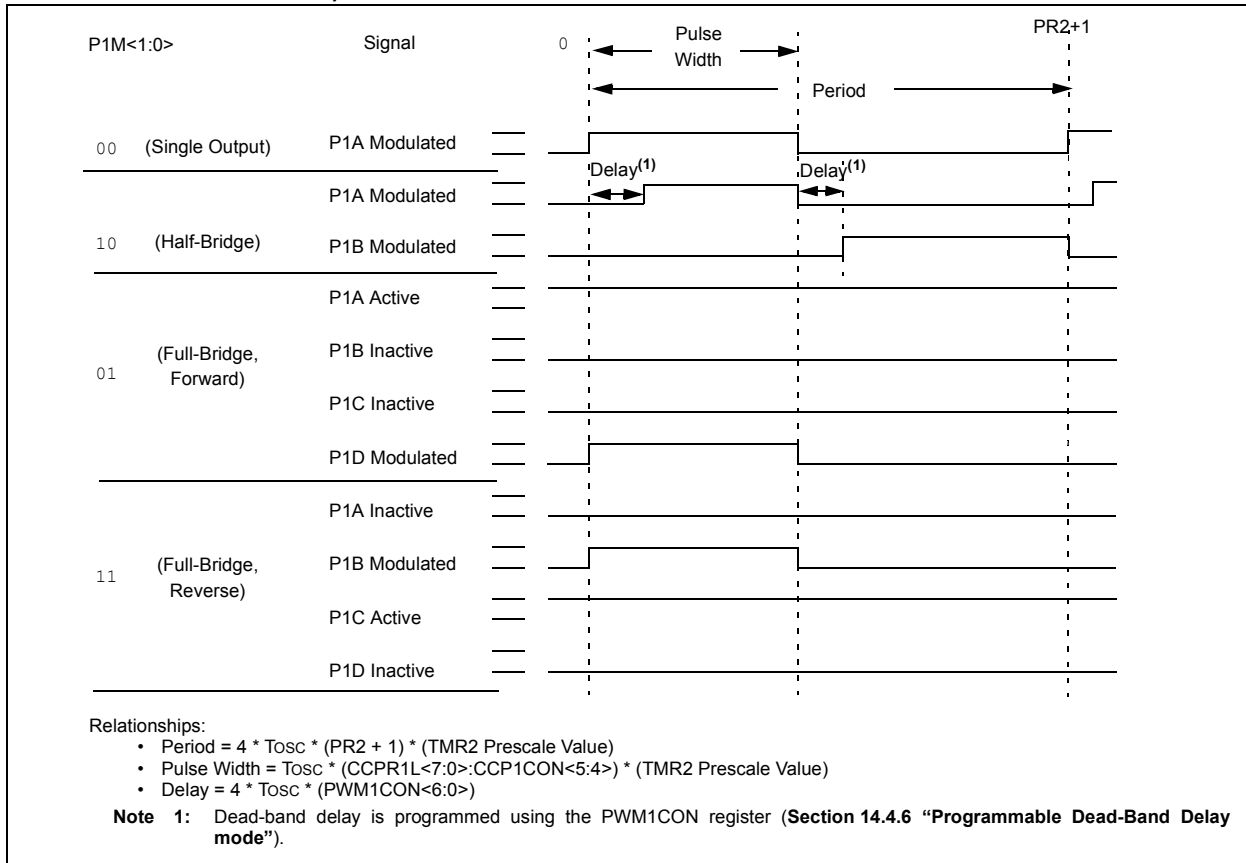 P1M<1:0> Signal 0 Pulse Width PR2+1
Period
00 (Single Output) P1A Modulated
Delay(1) Delay(1)
P1A Modulated
10 (Half-Bridge) P1B Modulated
P1A Active
01 (Full-Bridge, Forward) P1B Inactive
P1C Inactive
P1D Modulated
P1A Inactive
11 (Full-Bridge, Reverse) P1B Modulated
P1C Active
P1D Inactive
Relationships:
• Period = 4 * TOSC * (PR2 + 1) * (TMR2 Prescale Value)
• Pulse Width = TOSC * (CCPR1L<7:0>:CCP1CON<5:4>) * (TMR2 Prescale Value)
• Delay = 4 * TOSC * (PWM1CON<6:0>)
Note 1: Dead-band delay is programmed using the PWM1CON register (Section 14.4.6 “Programmable Dead-Band Delay
mode”).